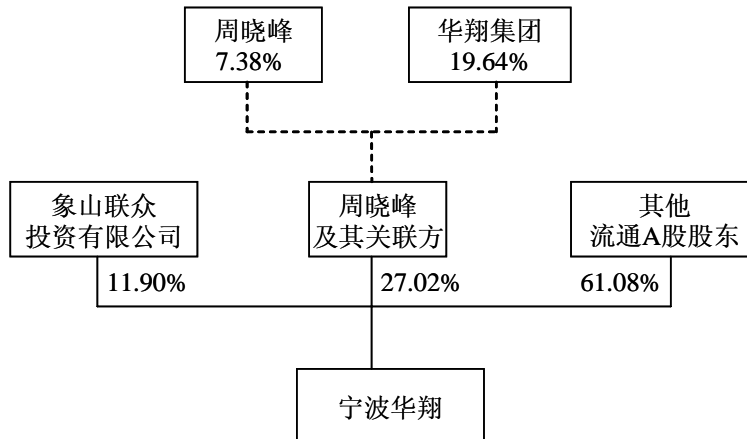 周晓峰
7.38%
华翔集团
19.64%
象山联众
投资有限公司
周晓峰
及其关联方
其他
流通A股股东
11.90%
27.02%
61.08%
宁波华翔